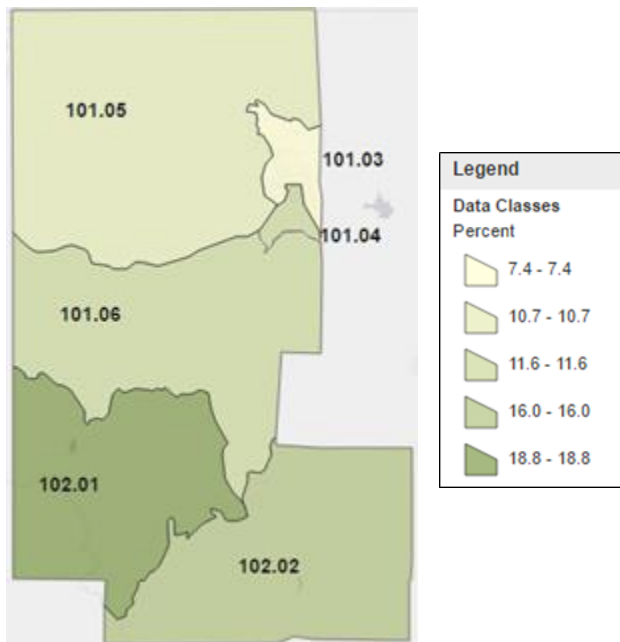 101.05
101.03
101.04
101.06
102.01
102.02
Legend
Data Classes
Percent
7.4 - 7.4
10.7 - 10.7
11.6 - 11.6
16.0 - 16.0
18.8 - 18.8